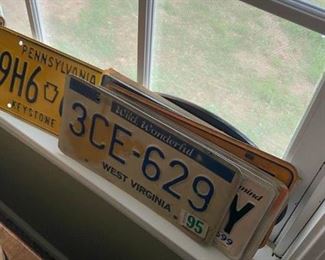 PENNSYLVANIA
9H6
KEYSTONE
Wild, Wonderful
3CE-629
WEST VIRGINIA
95
Y